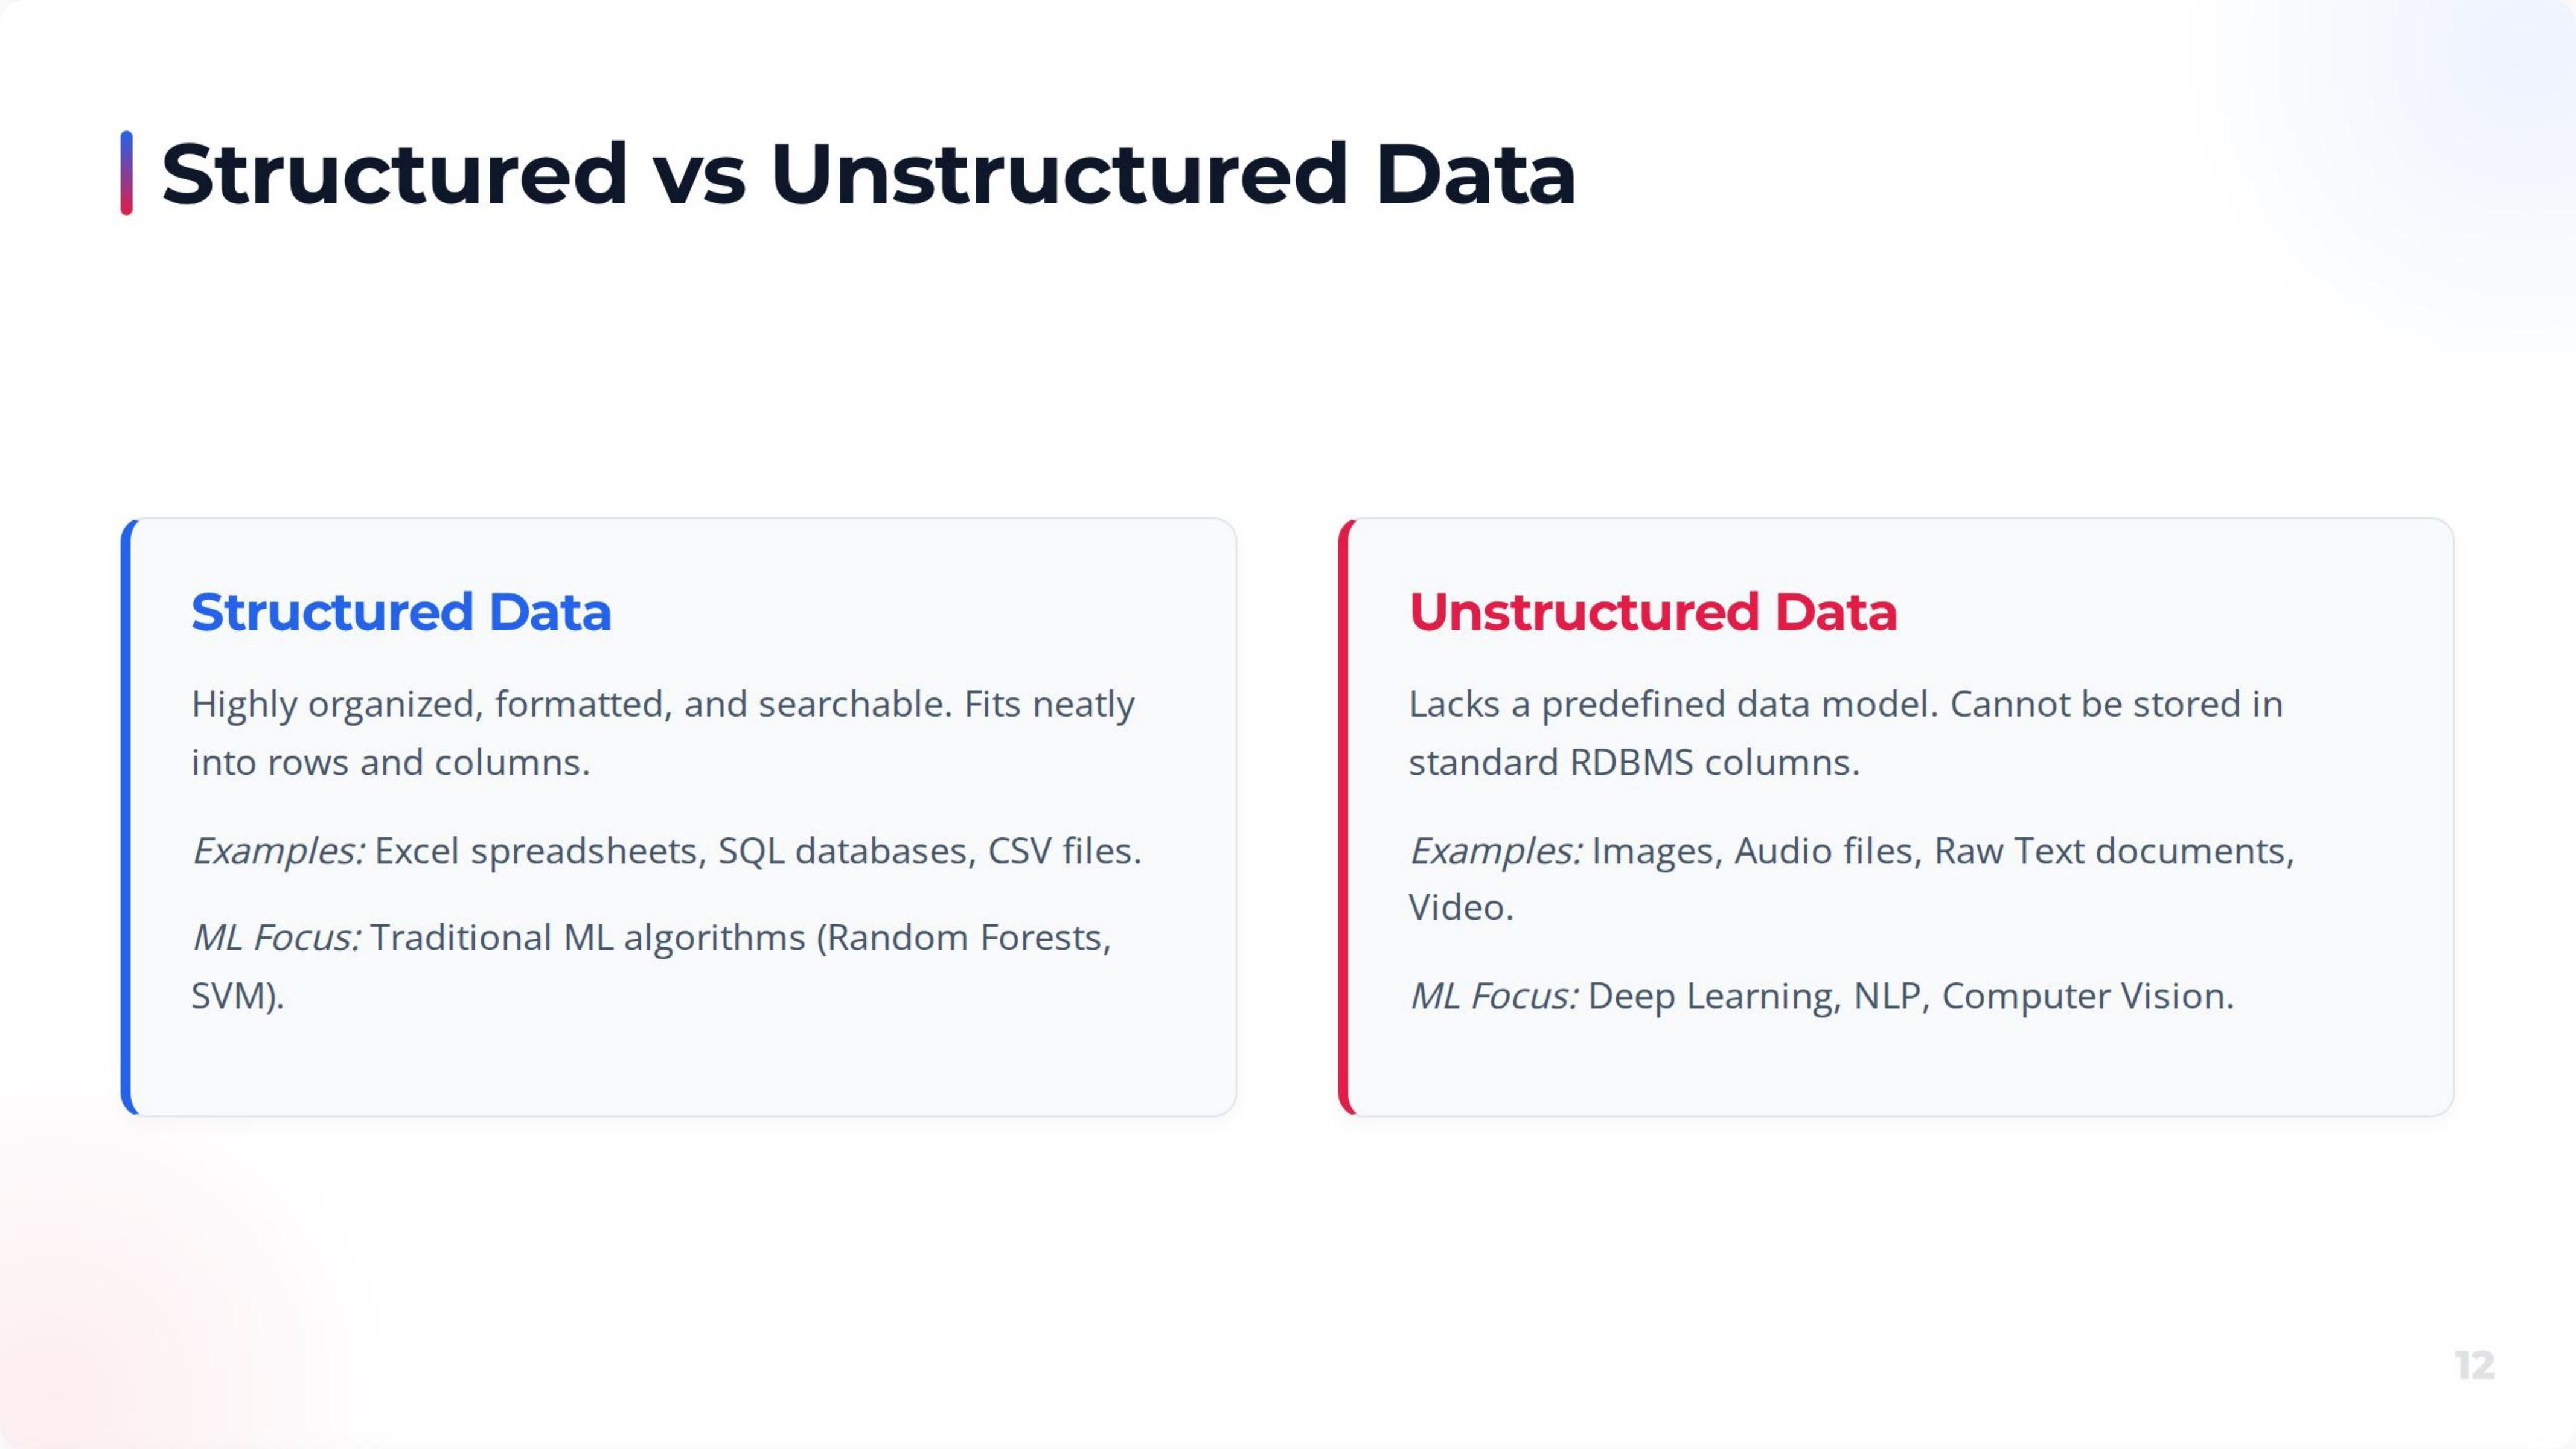 Structured vs Unstructured Data
Structured Data
Highly organized, formatted, and searchable. Fits neatly
into rows and columns.
Examples: Excel spreadsheets, SQL databases, CSV files.
ML Focus: Traditional ML algorithms (Random Forests,
SVM).
Unstructured Data
Lacks a predefined data model. Cannot be stored in
standard RDBMS columns.
Examples: Images, Audio files, Raw Text documents,
Video.
ML Focus: Deep Learning, NLP, Computer Vision.
12